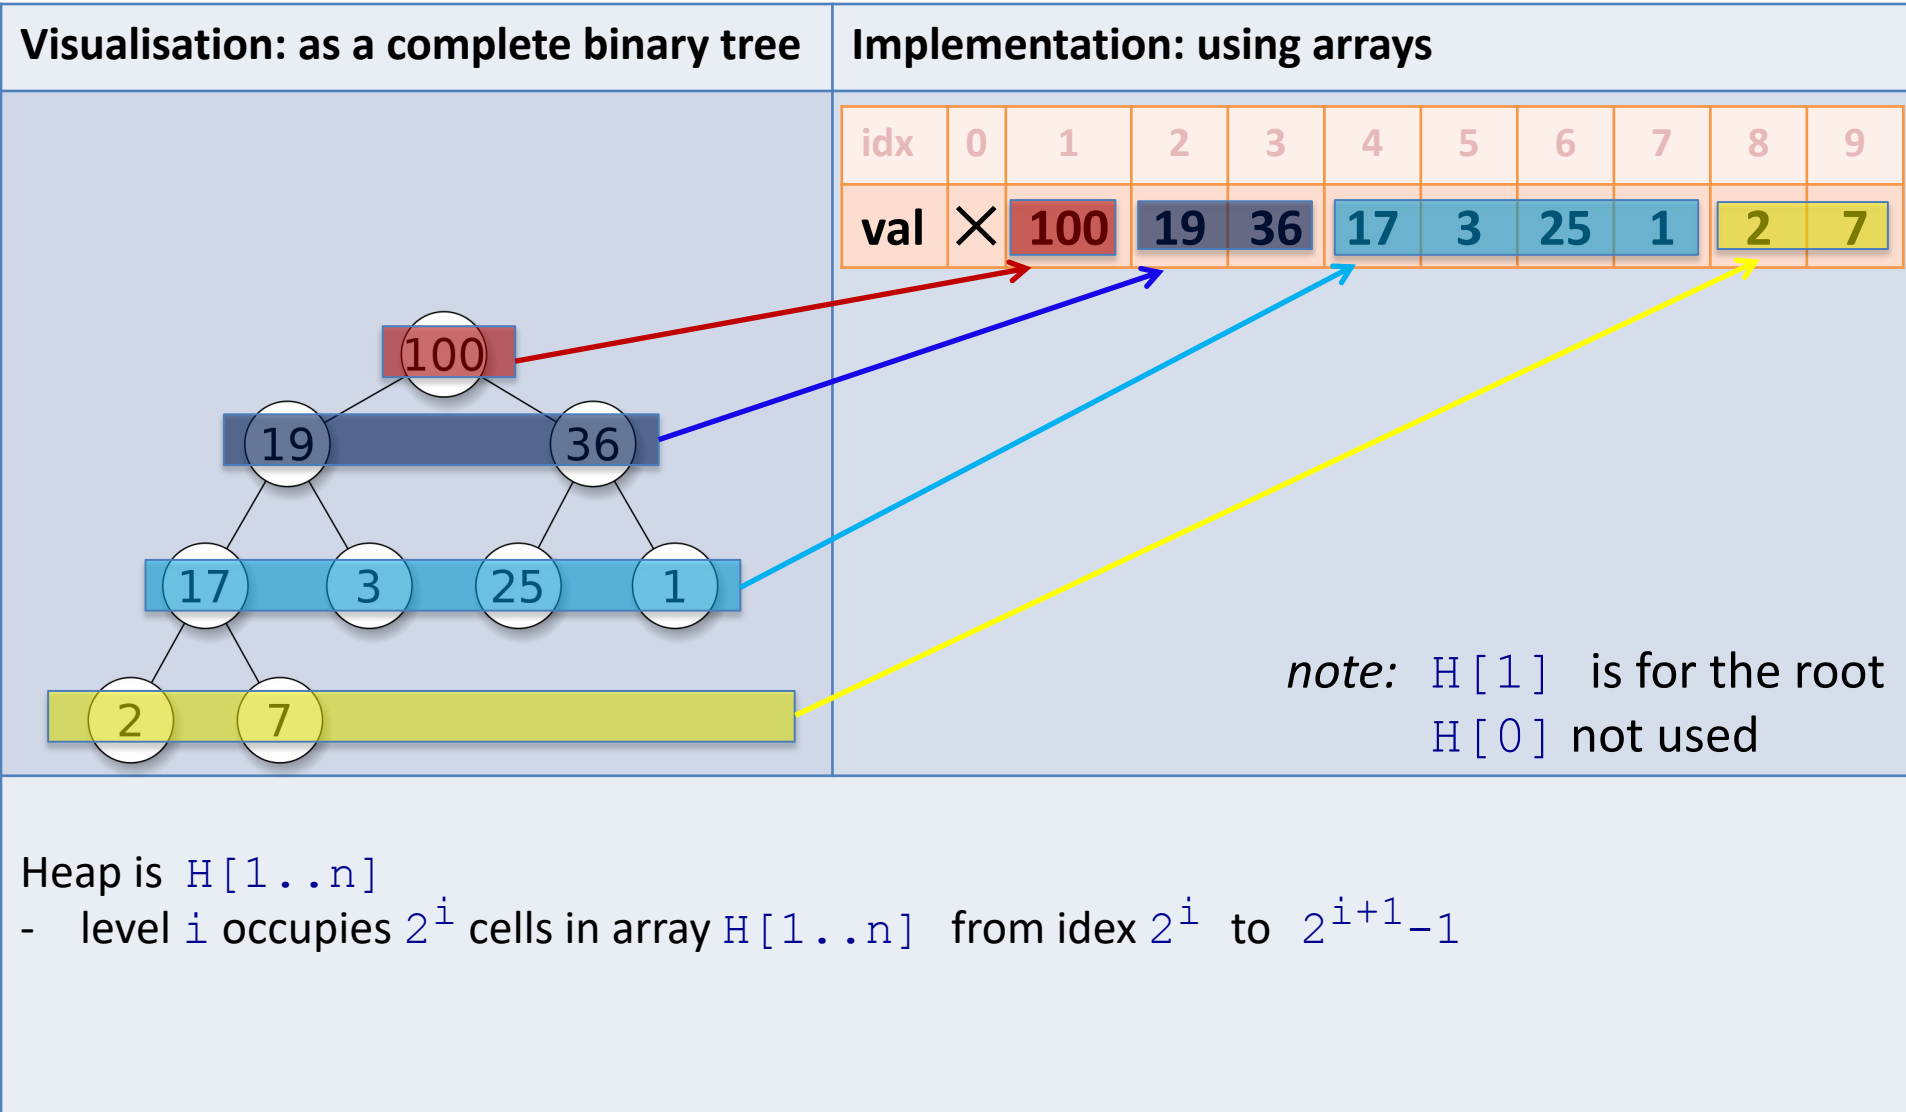 Visualisation: as a complete binary tree
Implementation: using arrays
idx 0 1 2 3 4 5 6 7 8 9
val × 100 19 36 17 3 25 1 2 7
100
19 36
17 3 25 1
2 7
note: H[1] is for the root
H[0] not used
Heap is H[1..n]
- level i occupies 2^i cells in array H[1..n] from idex 2^i to 2^i+1-1